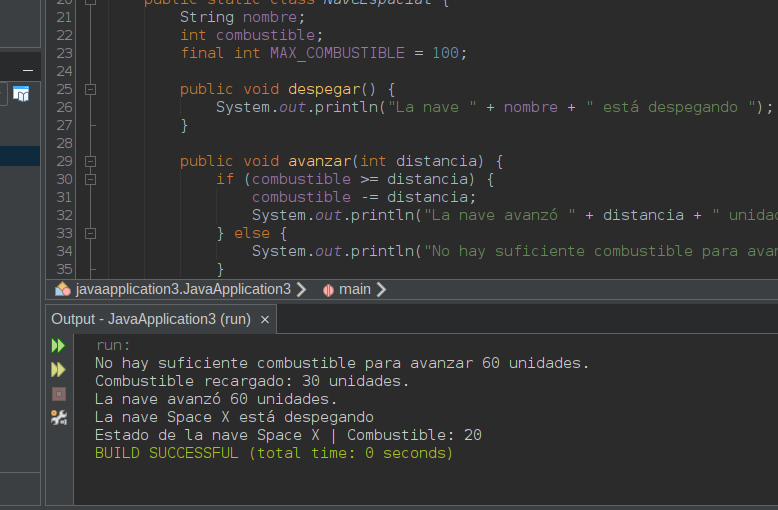 20 public static class NaveEspacial {
21 String nombre;
22 int combustible;
23 final int MAX_COMBUSTIBLE = 100;
24
25 public void despegar() {
26 System.out.println("La nave " + nombre + " está despegando ");
27 }
28
29 public void avanzar(int distancia) {
30 if (combustible >= distancia) {
31 combustible -= distancia;
32 System.out.println("La nave avanzó " + distancia + " unidad
33 } else {
34 System.out.println("No hay suficiente combustible para avan
35 }
javaapplication3.JavaApplication3 main
Output - JavaApplication3 (run) ×
run:
No hay suficiente combustible para avanzar 60 unidades.
Combustible recargado: 30 unidades.
La nave avanzó 60 unidades.
La nave Space X está despegando
Estado de la nave Space X | Combustible: 20
BUILD SUCCESSFUL (total time: 0 seconds)